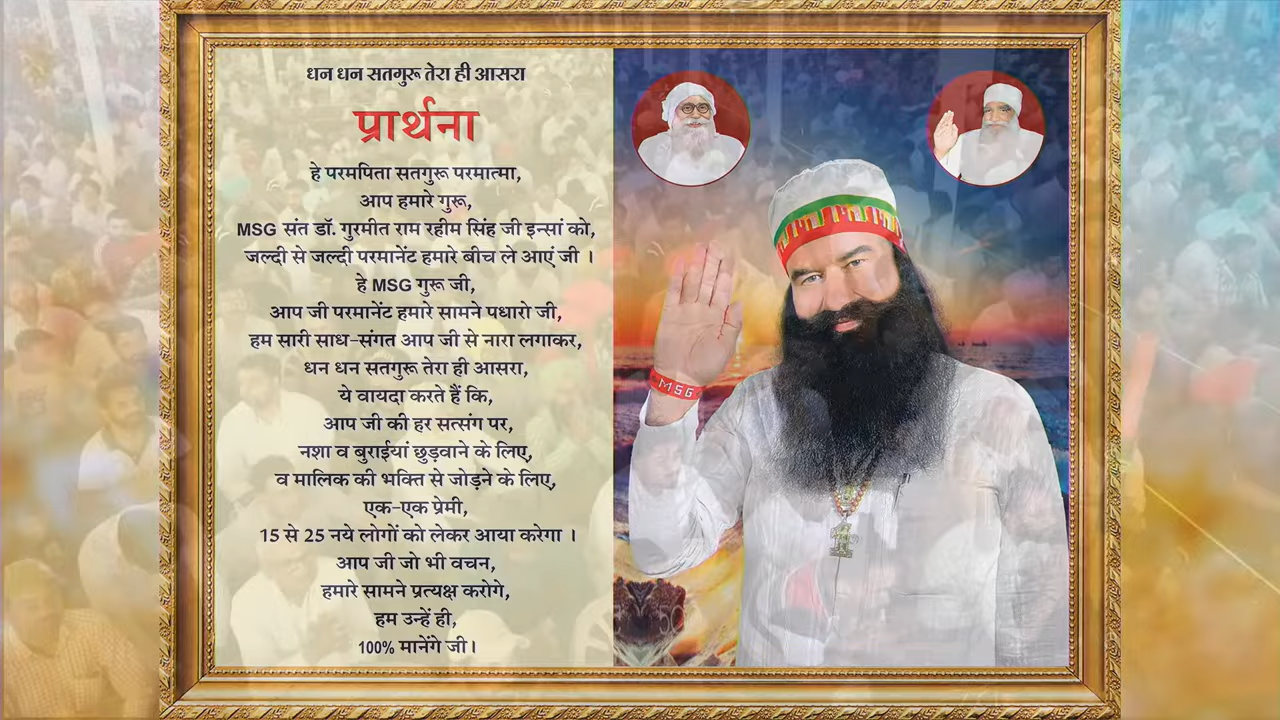 धन धन सतगुरू तेरा ही आसरा
प्रार्थना
हे परमपिता सतगुरू परमात्मा,
आप हमारे गुरू,
MSG संत डॉ. गुरमीत राम रहीम सिंह जी इन्सां को,
जल्दी से जल्दी परमानेंट हमारे बीच ले आएं जी ।
हे MSG गुरू जी,
आप जी परमानेंट हमारे सामने पधारो जी,
हम सारी साध-संगत आप जी से नारा लगाकर,
धन धन सतगुरू तेरा ही आसरा,
ये वायदा करते हैं कि,
आप जी की हर सत्संग पर,
नशा व बुराईयां छुड़वाने के लिए,
व मालिक की भक्ति से जोड़ने के लिए,
एक-एक प्रेमी,
15 से 25 नये लोगों को लेकर आया करेगा ।
आप जी जो भी वचन,
हमारे सामने प्रत्यक्ष करोगे,
हम उन्हें ही,
100% मानेंगे जी।
MSG